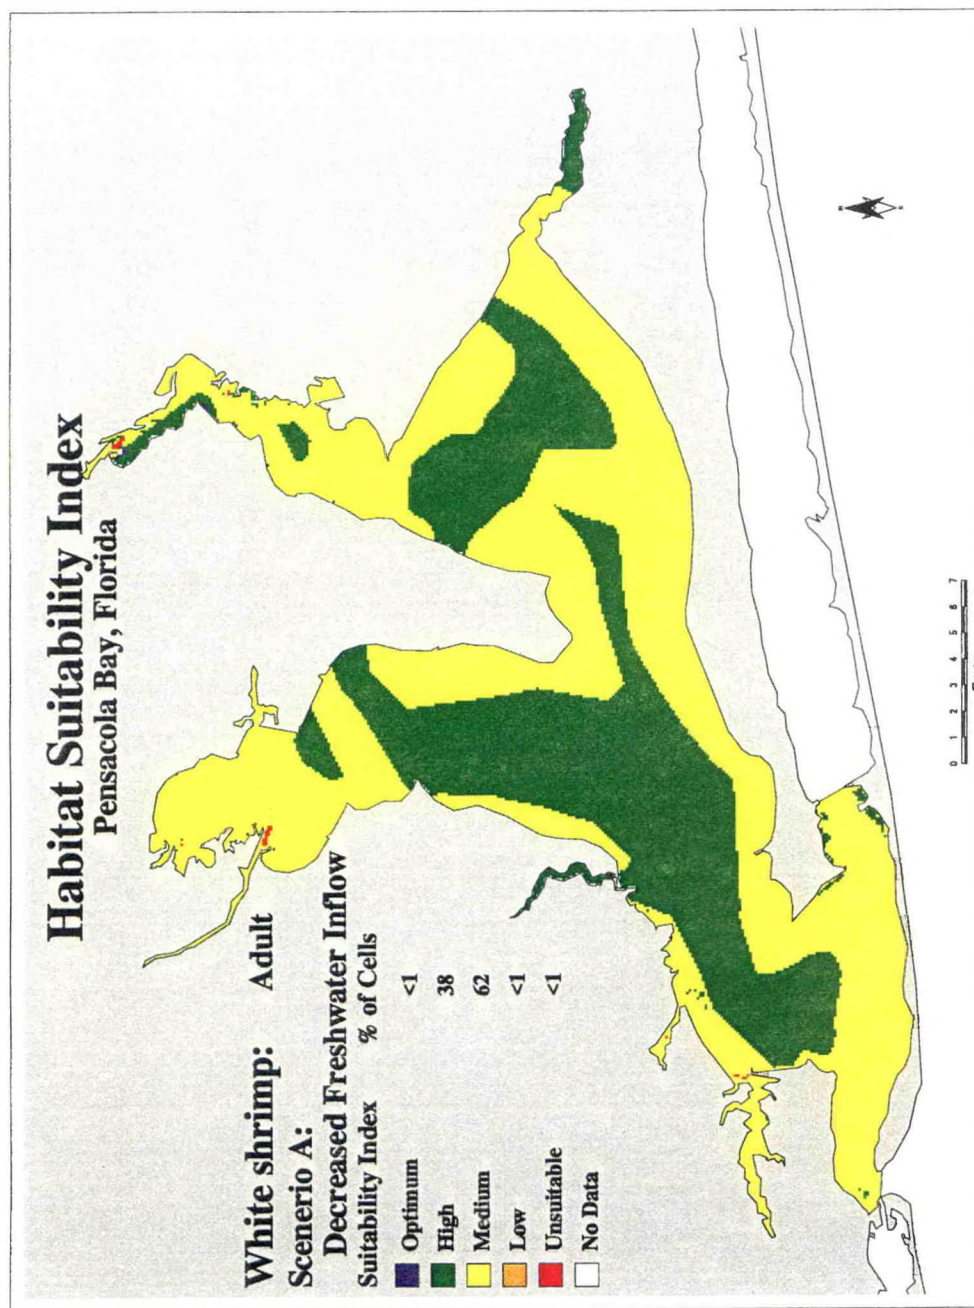 Habitat Suitability Index
Pensacola Bay, Florida
White shrimp: Adult
Scenerio A:
Decreased Freshwater Inflow
Suitability Index % of Cells
Optimum <1
High 38
Medium 62
Low <1
Unsuitable <1
No Data
N
S
0 1 2 3 4 5 6 7